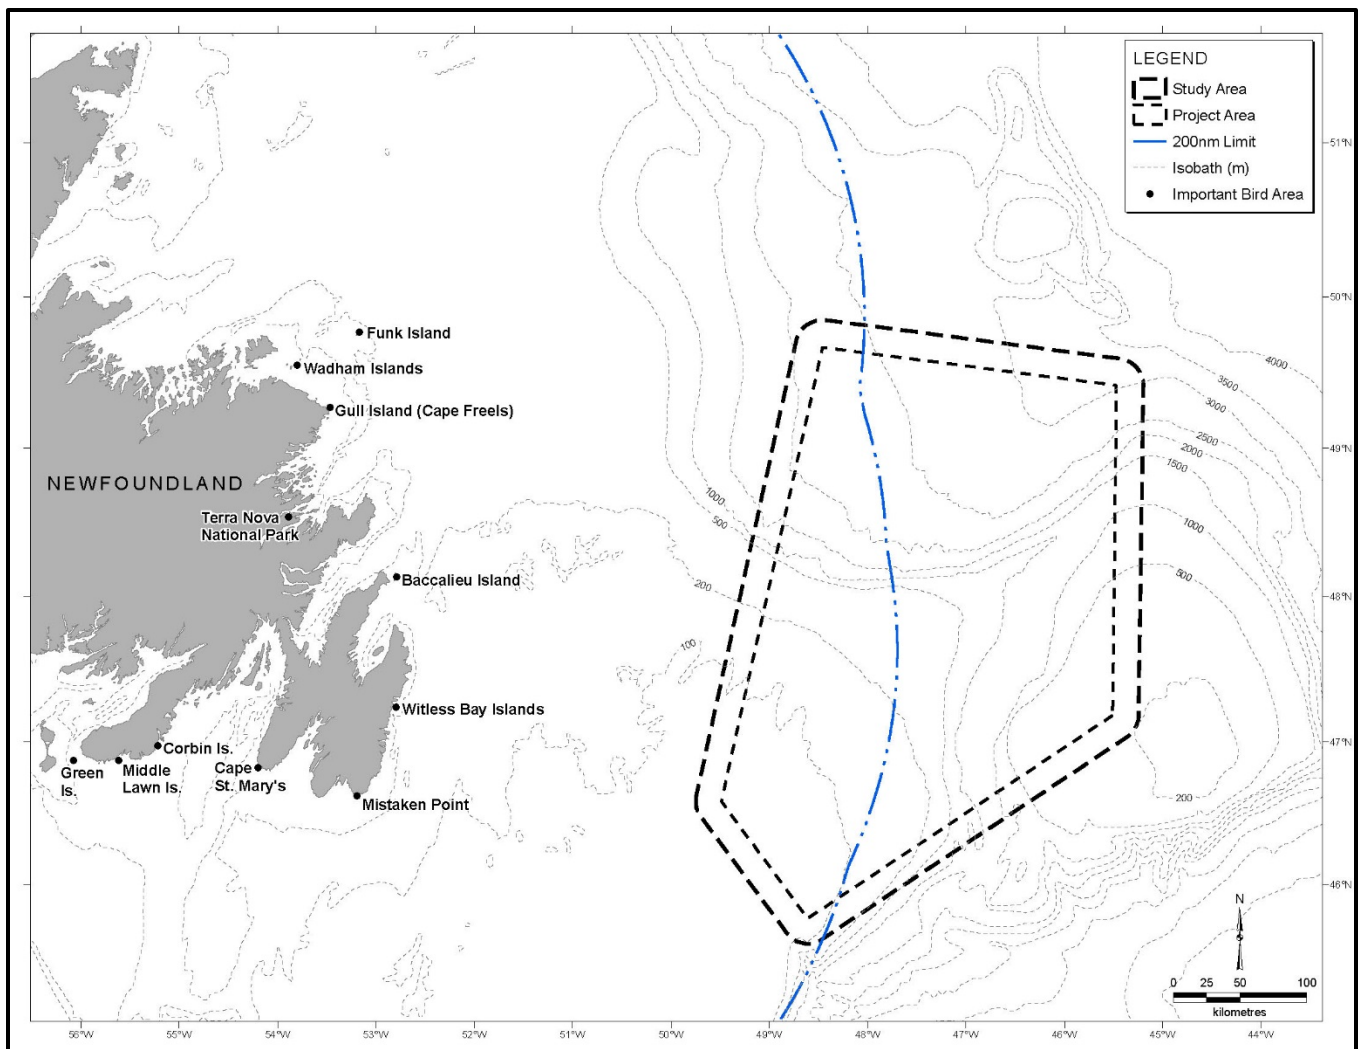 LEGEND
Study Area
Project Area
200nm Limit
Isobath (m)
Important Bird Area
51°N
50°N
49°N
48°N
47°N
46°N
Funk Island
Wadham Islands
Gull Island (Cape Freels)
NEWFOUNDLAND
Terra Nova
National Park
Baccalieu Island
Witless Bay Islands
Corbin Is.
Green
Is.
Middle
Lawn Is.
Cape
St. Mary's
Mistaken Point
4000
3500
3000
2500
2000
1500
1000
500
1000
500
200
100
200
N
0 25 50 100
kilometres
56°W
55°W
54°W
53°W
52°W
51°W
50°W
49°W
48°W
47°W
46°W
45°W
44°W